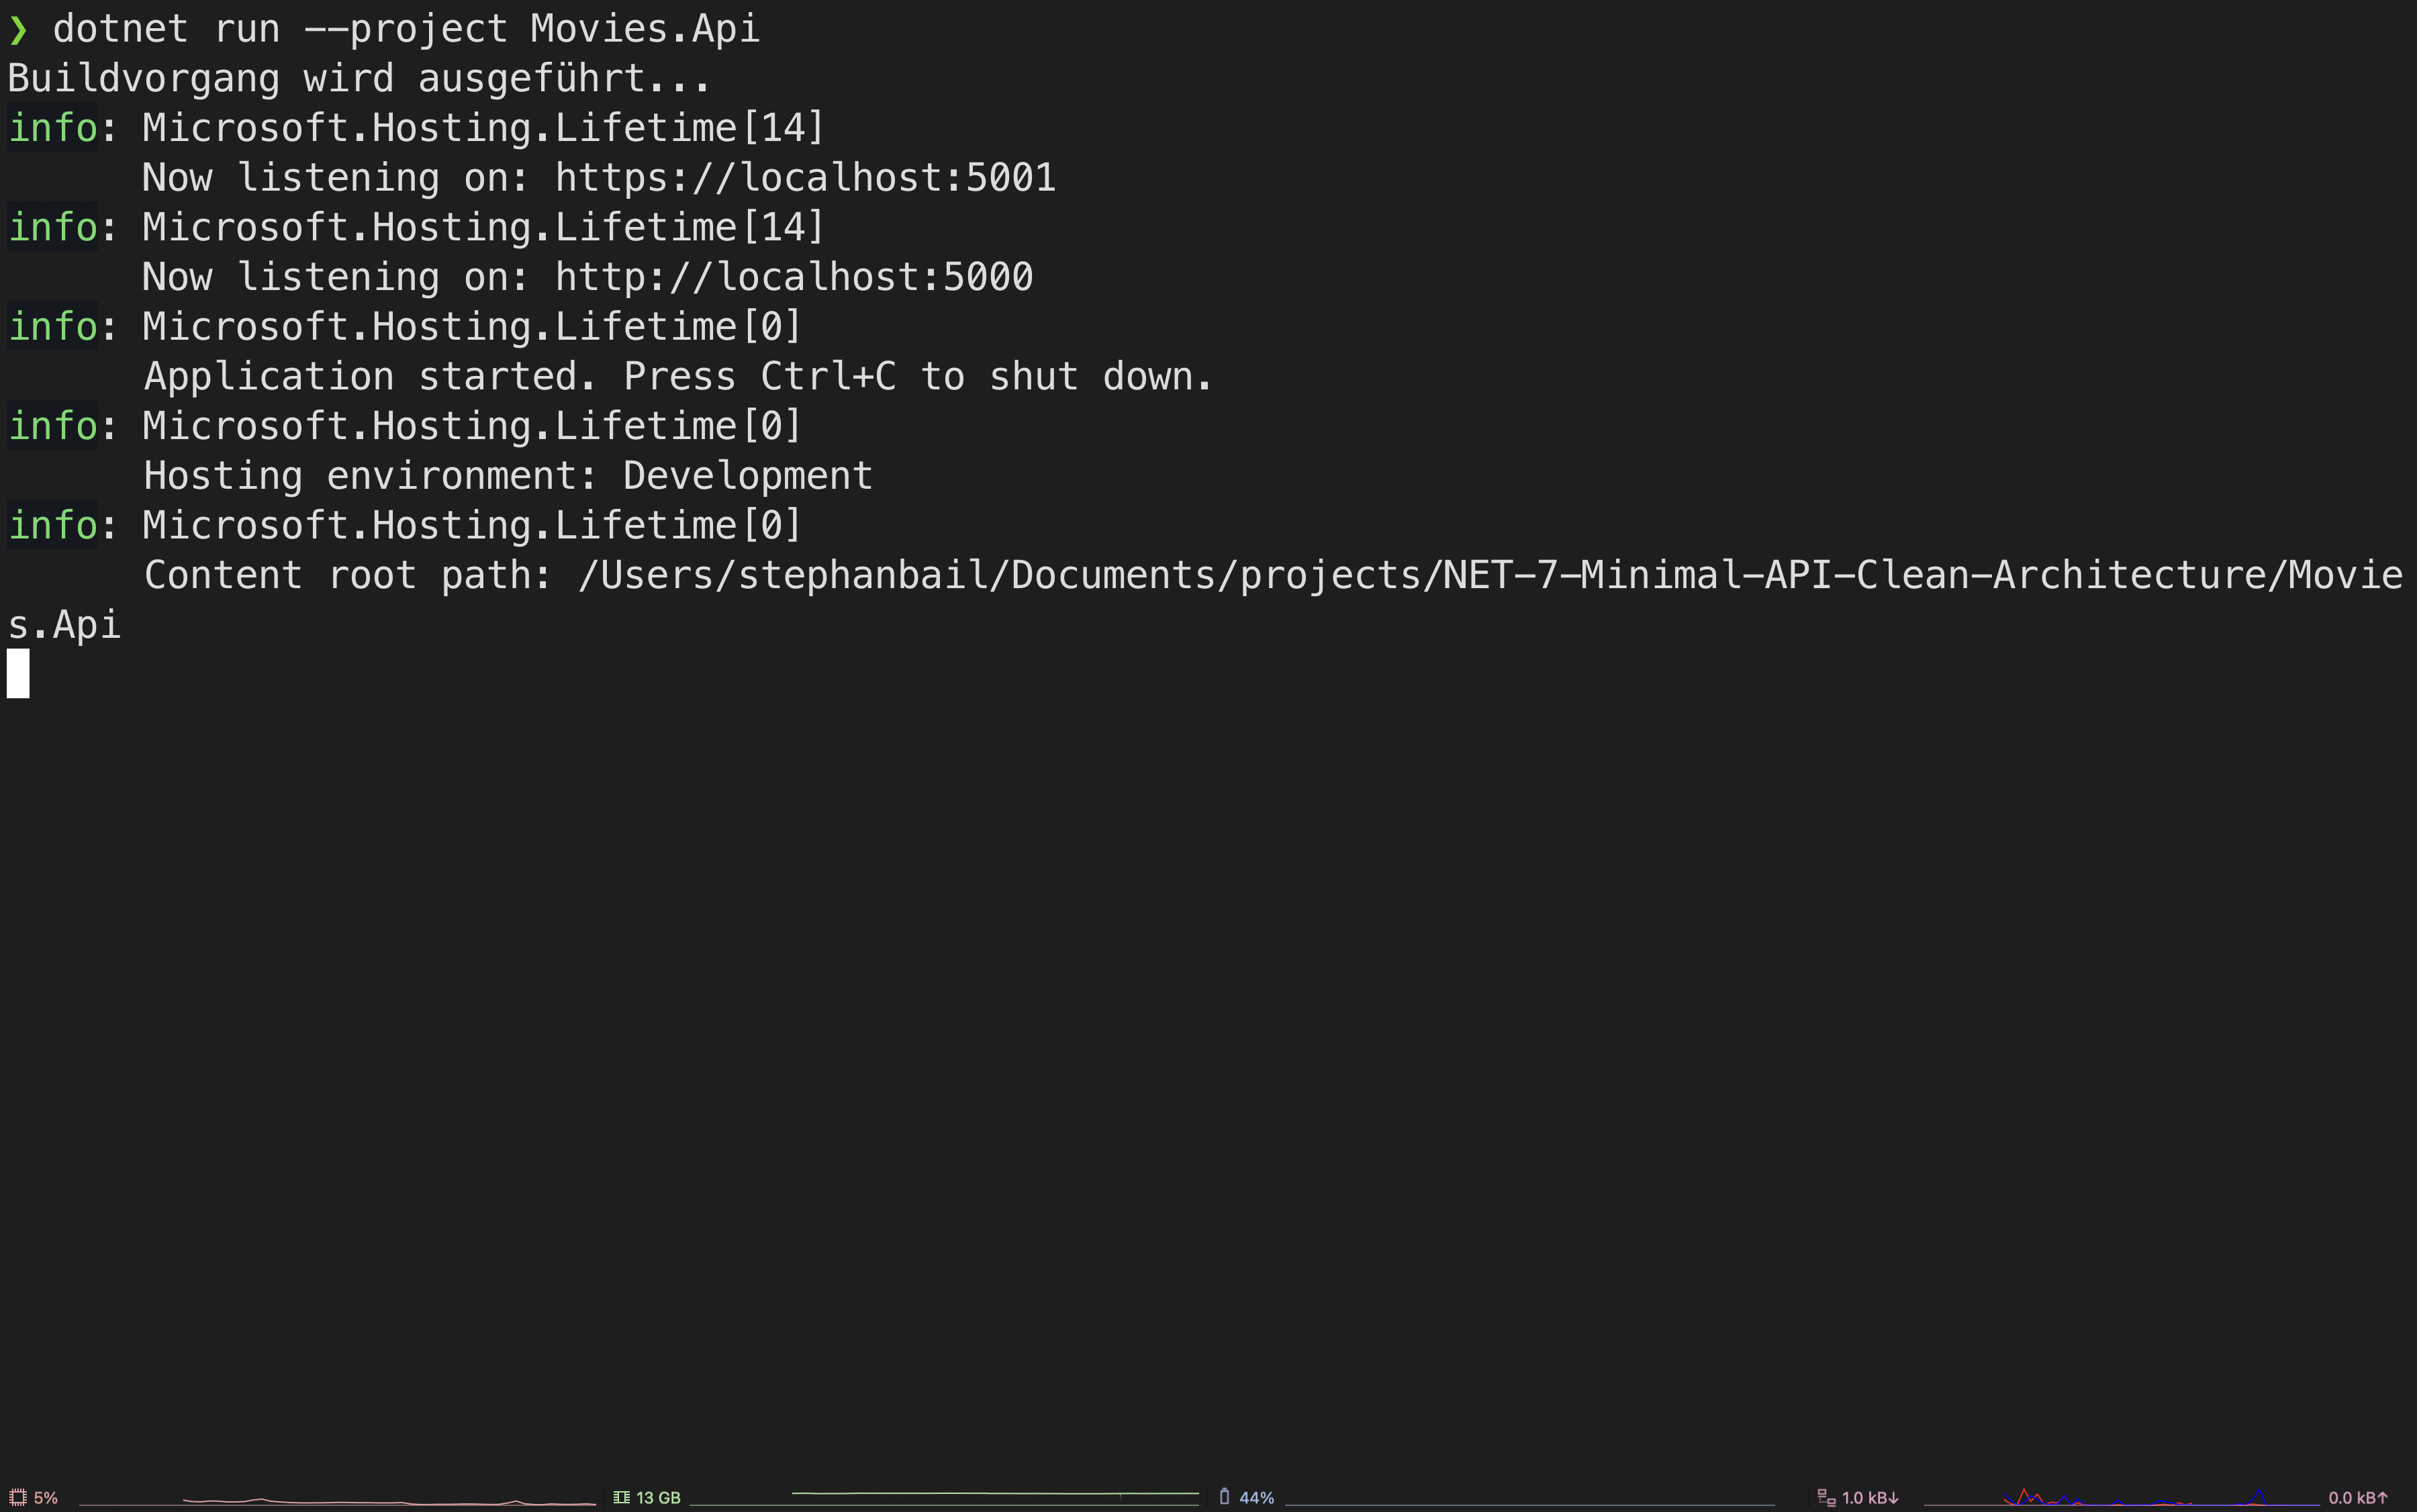 ❯ dotnet run --project Movies.Api
Buildvorgang wird ausgeführt...
info: Microsoft.Hosting.Lifetime[14]
      Now listening on: https://localhost:5001
info: Microsoft.Hosting.Lifetime[14]
      Now listening on: http://localhost:5000
info: Microsoft.Hosting.Lifetime[0]
      Application started. Press Ctrl+C to shut down.
info: Microsoft.Hosting.Lifetime[0]
      Hosting environment: Development
info: Microsoft.Hosting.Lifetime[0]
      Content root path: /Users/stephanbail/Documents/projects/NET-7-Minimal-API-Clean-Architecture/Movie
s.Api
5% 13 GB 44% 1.0 kB↓ 0.0 kB↑